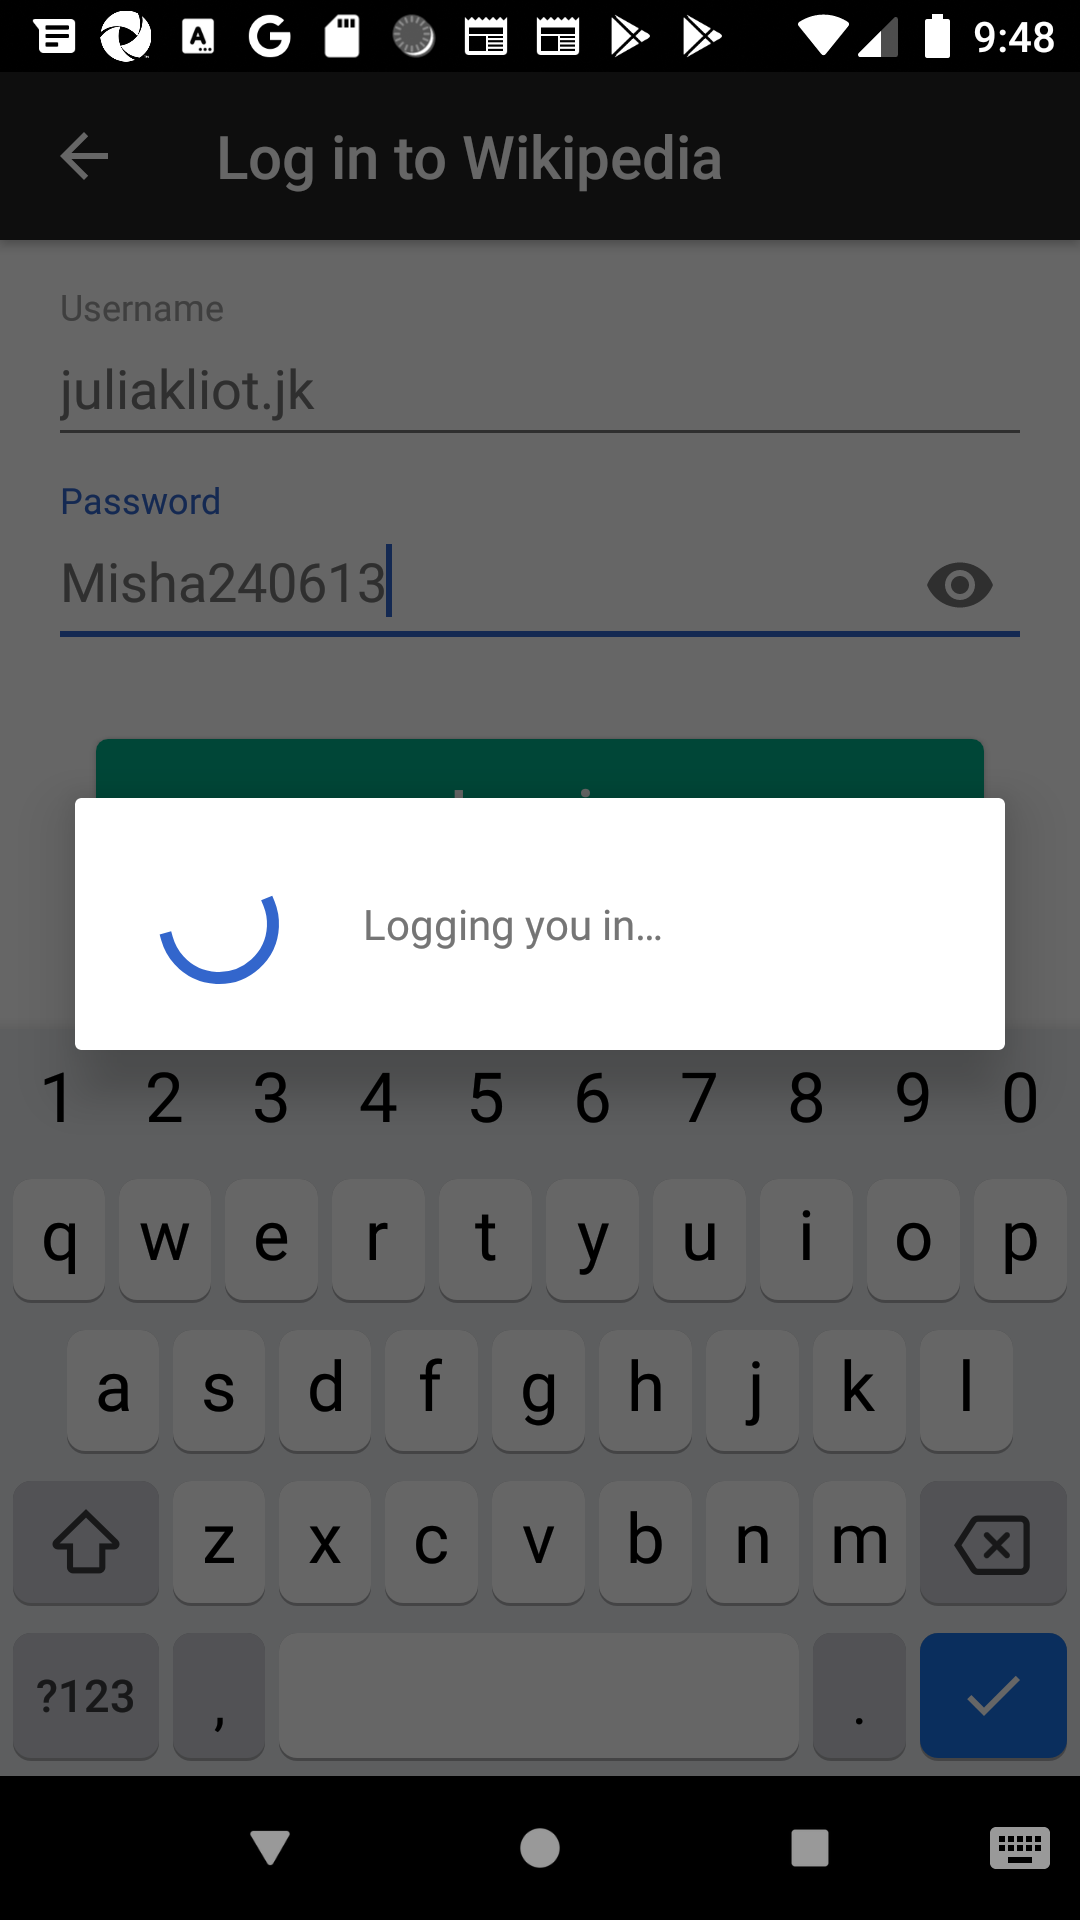 9:48
Log in to Wikipedia
Username
juliakliot.jk
Password
Misha240613
Logging you in...
1 2 3 4 5 6 7 8 9 0
q w e r t y u i o p
a s d f g h j k l
z x c v b n m
?123 , .